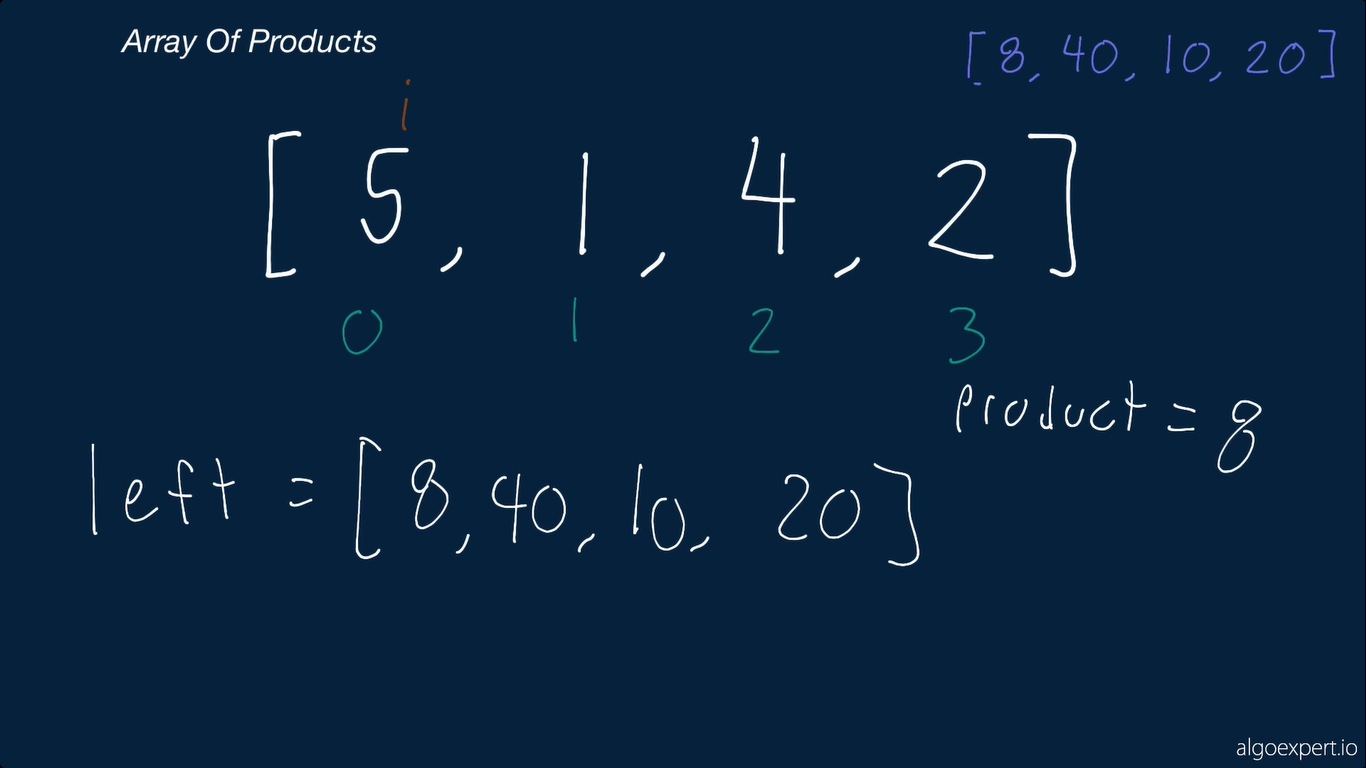 Array Of Products
[8, 40, 10, 20]
i
[5, 1, 4, 2]
0 1 2 3
product = 8
left = [8, 40, 10, 20]
algoexpert.io